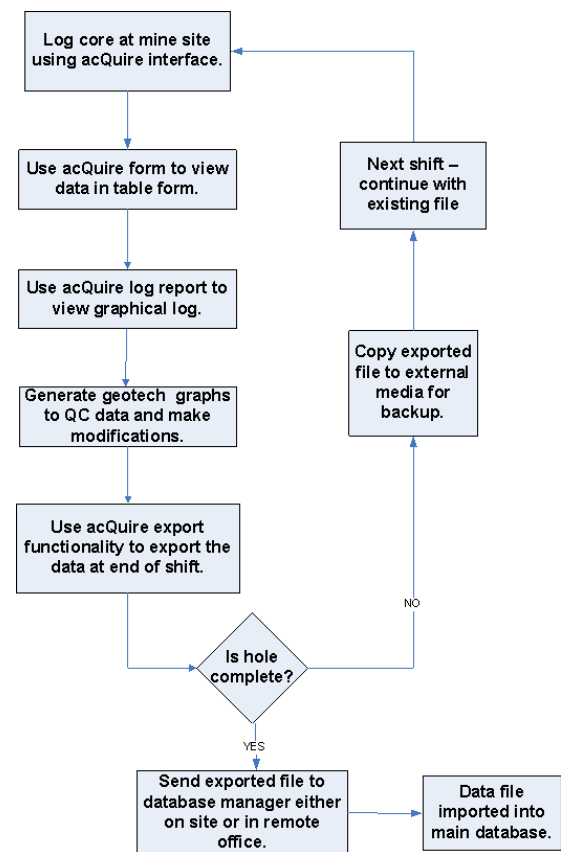 Log core at mine site
using acQuire interface.
Use acQuire form to view
data in table form.
Use acQuire log report to
view graphical log.
Generate geotech graphs
to QC data and make
modifications.
Use acQuire export
functionality to export the
data at end of shift.
Is hole
complete?
NO
Copy exported
file to external
media for
backup.
Next shift –
continue with
existing file
YES
Send exported file to
database manager either
on site or in remote
office.
Data file
imported into
main database.